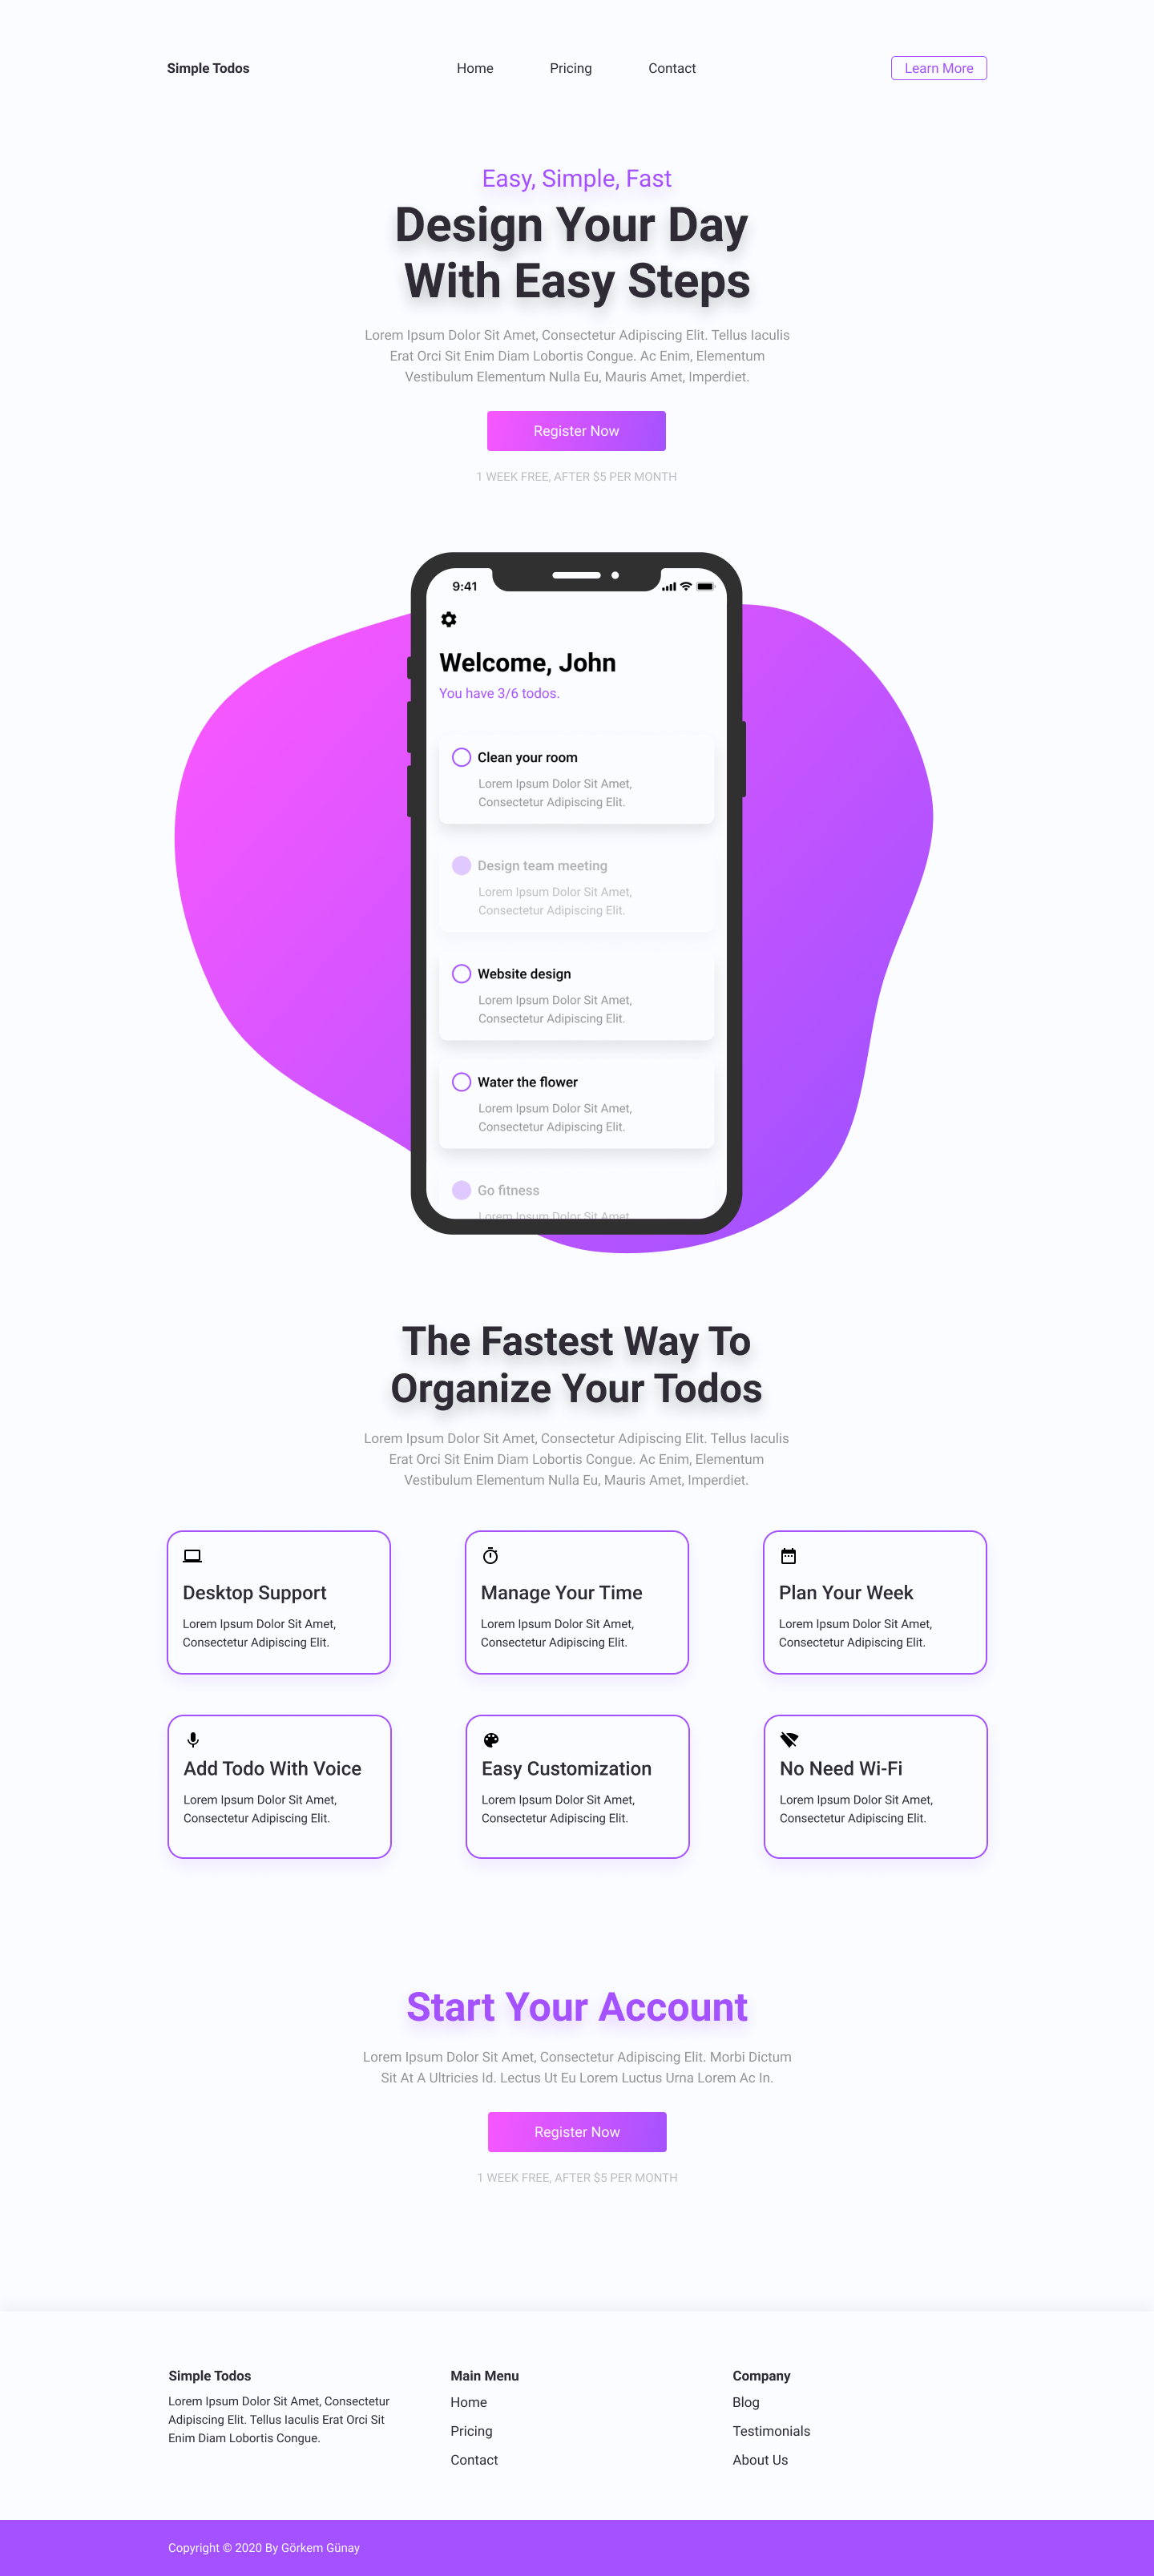 Simple Todos
Home
Pricing
Contact
Learn More
Easy, Simple, Fast
Design Your Day
With Easy Steps
Lorem Ipsum Dolor Sit Amet, Consectetur Adipiscing Elit. Tellus Iaculis
Erat Orci Sit Enim Diam Lobortis Congue. Ac Enim, Elementum
Vestibulum Elementum Nulla Eu, Mauris Amet, Imperdiet.
Register Now
1 WEEK FREE, AFTER $5 PER MONTH
9:41
Welcome, John
You have 3/6 todos.
Clean your room
Lorem Ipsum Dolor Sit Amet,
Consectetur Adipiscing Elit.
Design team meeting
Lorem Ipsum Dolor Sit Amet,
Consectetur Adipiscing Elit.
Website design
Lorem Ipsum Dolor Sit Amet,
Consectetur Adipiscing Elit.
Water the flower
Lorem Ipsum Dolor Sit Amet,
Consectetur Adipiscing Elit.
Go fitness
Lorem Ipsum Dolor Sit Amet
The Fastest Way To
Organize Your Todos
Lorem Ipsum Dolor Sit Amet, Consectetur Adipiscing Elit. Tellus Iaculis
Erat Orci Sit Enim Diam Lobortis Congue. Ac Enim, Elementum
Vestibulum Elementum Nulla Eu, Mauris Amet, Imperdiet.
Desktop Support
Lorem Ipsum Dolor Sit Amet,
Consectetur Adipiscing Elit.
Manage Your Time
Lorem Ipsum Dolor Sit Amet,
Consectetur Adipiscing Elit.
Plan Your Week
Lorem Ipsum Dolor Sit Amet,
Consectetur Adipiscing Elit.
Add Todo With Voice
Lorem Ipsum Dolor Sit Amet,
Consectetur Adipiscing Elit.
Easy Customization
Lorem Ipsum Dolor Sit Amet,
Consectetur Adipiscing Elit.
No Need Wi-Fi
Lorem Ipsum Dolor Sit Amet,
Consectetur Adipiscing Elit.
Start Your Account
Lorem Ipsum Dolor Sit Amet, Consectetur Adipiscing Elit. Morbi Dictum
Sit At A Ultricies Id. Lectus Ut Eu Lorem Luctus Urna Lorem Ac In.
Register Now
1 WEEK FREE, AFTER $5 PER MONTH
Simple Todos
Lorem Ipsum Dolor Sit Amet, Consectetur
Adipiscing Elit. Tellus Iaculis Erat Orci Sit
Enim Diam Lobortis Congue.
Main Menu
Home
Pricing
Contact
Company
Blog
Testimonials
About Us
Copyright © 2020 By Görkem Günay